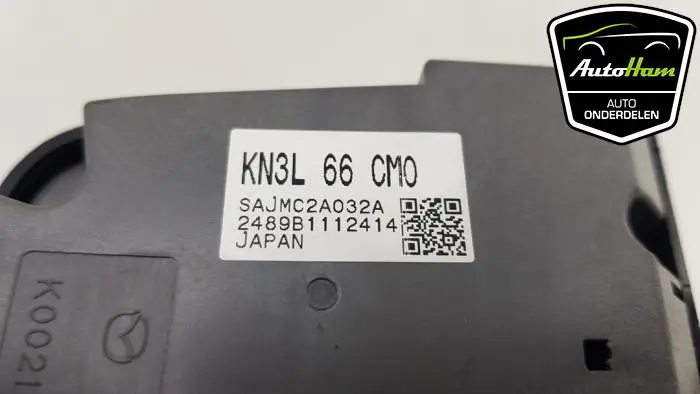 AutoHam
AUTO
ONDERDELEN
KN3L 66 CM0
SAJMC2A032A
2489B1112414
JAPAN
K0021